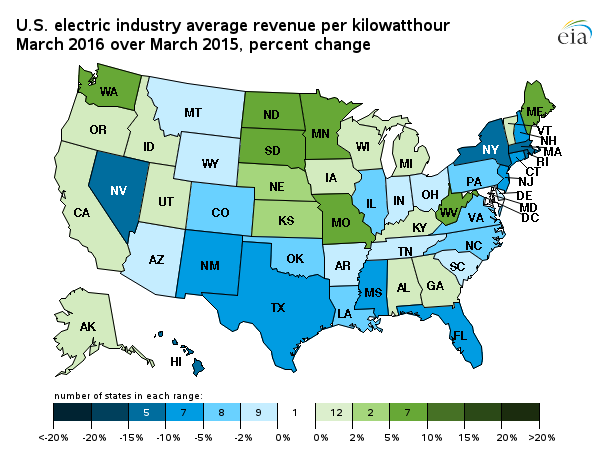 U.S. electric industry average revenue per kilowatthour
March 2016 over March 2015, percent change
eia
WA
OR
CA
NV
ID
MT
WY
UT
AZ
CO
NM
ND
SD
NE
KS
OK
TX
MN
IA
MO
AR
LA
WI
IL
MS
MI
IN
KY
TN
AL
OH
WV
VA
NC
SC
GA
FL
PA
NY
ME
VT
NH
MA
RI
CT
NJ
DE
MD
DC
AK
HI
number of states in each range:
5 7 8 9 1 12 2 7
<-20% -20% -15% -10% -5% -2% 0% 0% 2% 5% 10% 15% 20% >20%